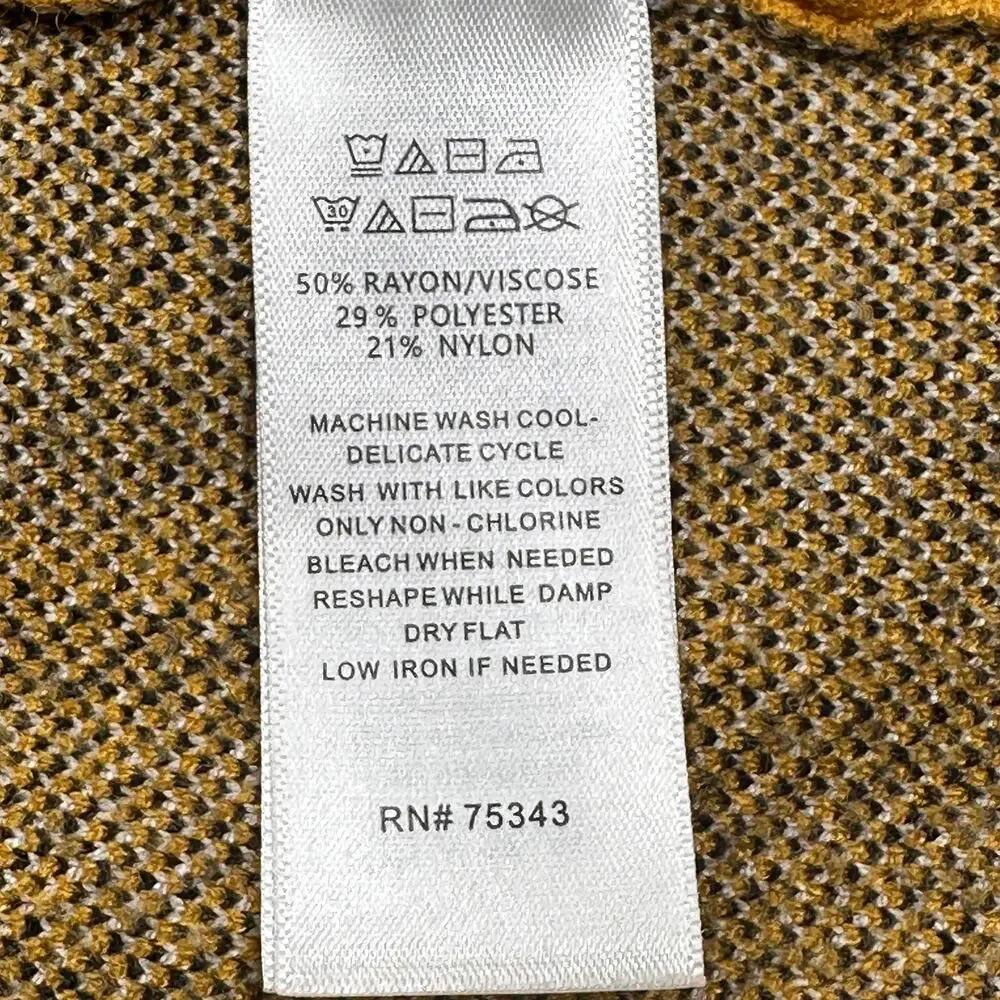 30
50% RAYON/VISCOSE
29% POLYESTER
21% NYLON
MACHINE WASH COOL-
DELICATE CYCLE
WASH WITH LIKE COLORS
ONLY NON-CHLORINE
BLEACH WHEN NEEDED
RESHAPE WHILE DAMP
DRY FLAT
LOW IRON IF NEEDED
RN# 75343